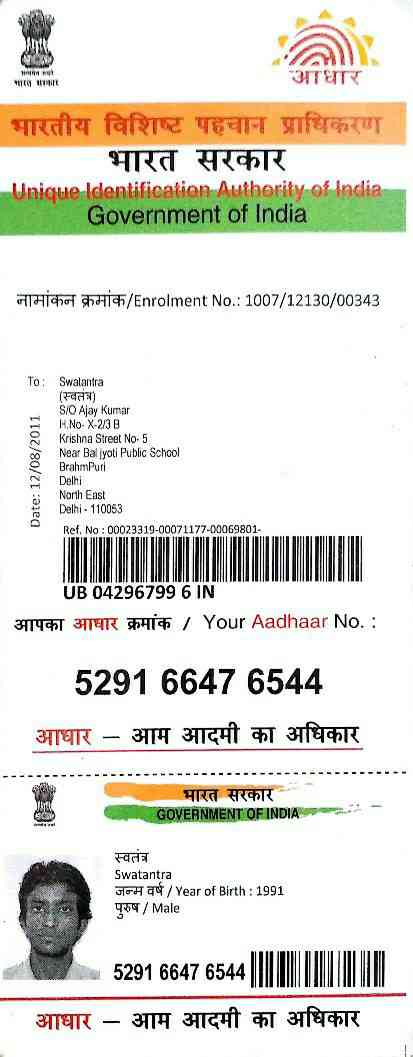 सत्यमेव जयते
भारत सरकार
आधार
भारतीय विशिष्ट पहचान प्राधिकरण
भारत सरकार
Unique Identification Authority of India
Government of India
नामांकन क्रमांक/Enrolment No.: 1007/12130/00343
Date: 12/08/2011
To :
Swatantra
(स्वतंत्र)
S/O Ajay Kumar
H.No- X-2/3 B
Krishna Street No- 5
Near Bal jyoti Public School
BrahmPuri
Delhi
North East
Delhi - 110053
Ref. No : 00023319-00071177-00069801-
UB 04296799 6 IN
आपका आधार क्रमांक / Your Aadhaar No. :
5291 6647 6544
आधार — आम आदमी का अधिकार
भारत सरकार
GOVERNMENT OF INDIA
स्वतंत्र
Swatantra
जन्म वर्ष / Year of Birth : 1991
पुरुष / Male
5291 6647 6544
आधार — आम आदमी का अधिकार